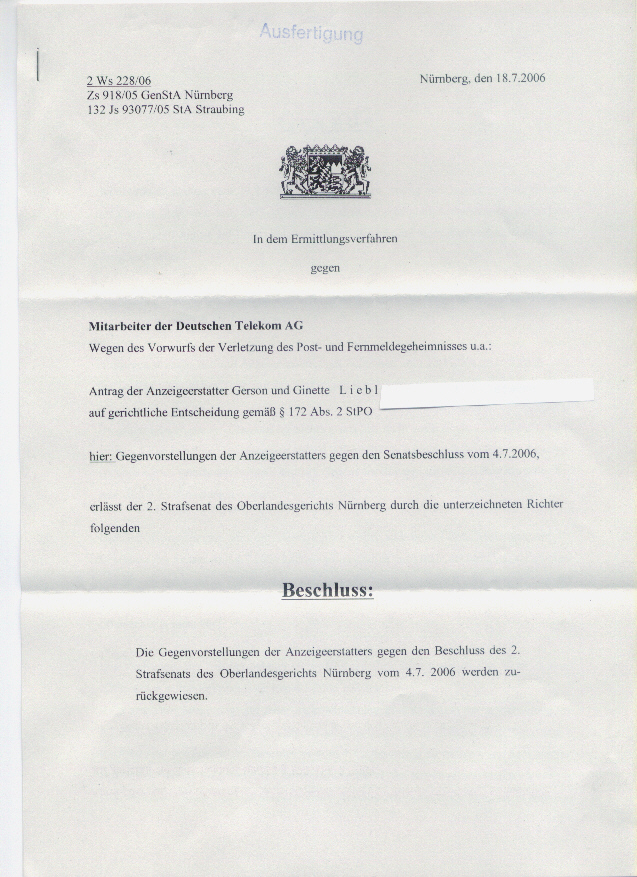 Ausfertigung
2 Ws 228/06
Nürnberg, den 18.7.2006
Zs 918/05 GenStA Nürnberg
132 Js 93077/05 StA Straubing
In dem Ermittlungsverfahren
gegen
Mitarbeiter der Deutschen Telekom AG
Wegen des Vorwurfs der Verletzung des Post- und Fernmeldegeheimnisses u.a.:
Antrag der Anzeigeerstatter Gerson und Ginette L i e b l
auf gerichtliche Entscheidung gemäß § 172 Abs. 2 StPO
hier: Gegenvorstellungen der Anzeigeerstatters gegen den Senatsbeschluss vom 4.7.2006,
erlässt der 2. Strafsenat des Oberlandesgerichts Nürnberg durch die unterzeichneten Richter
folgenden
Beschluss:
Die Gegenvorstellungen der Anzeigeerstatters gegen den Beschluss des 2.
Strafsenats des Oberlandesgerichts Nürnberg vom 4.7. 2006 werden zu-
rückgewiesen.